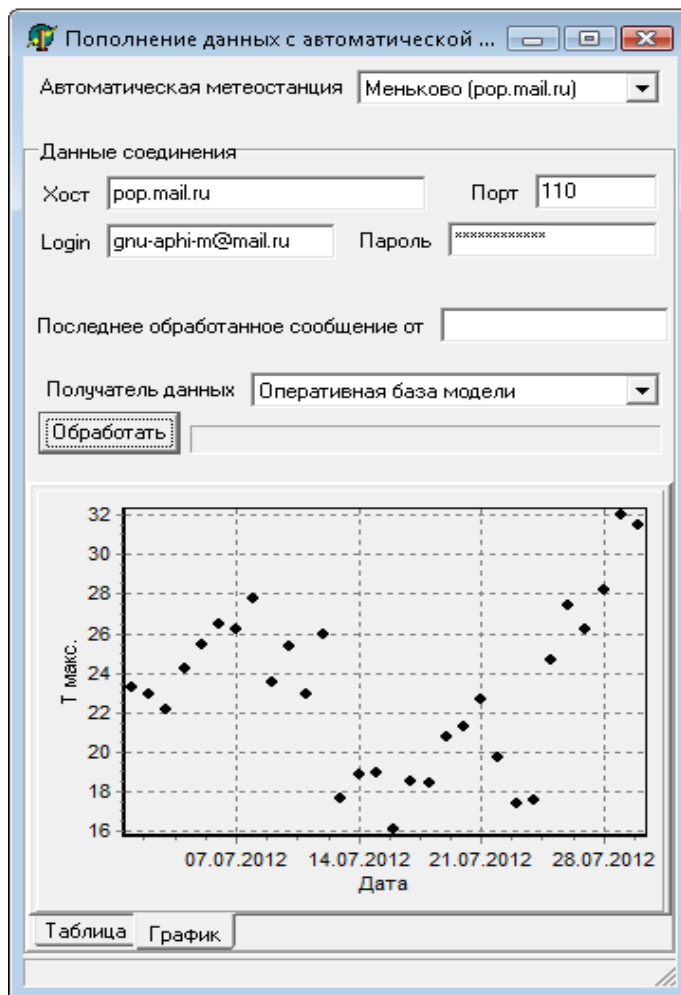 Пополнение данных с автоматической ...
Автоматическая метеостанция Меньково (pop.mail.ru)
Данные соединения
Хост pop.mail.ru Порт 110
Login gnu-aphi-m@mail.ru Пароль ************
Последнее обработанное сообщение от
Получатель данных Оперативная база модели
Обработать
32
30
28
26
24
22
20
18
16
Т макс.
07.07.2012 14.07.2012 21.07.2012 28.07.2012
Дата
Таблица График